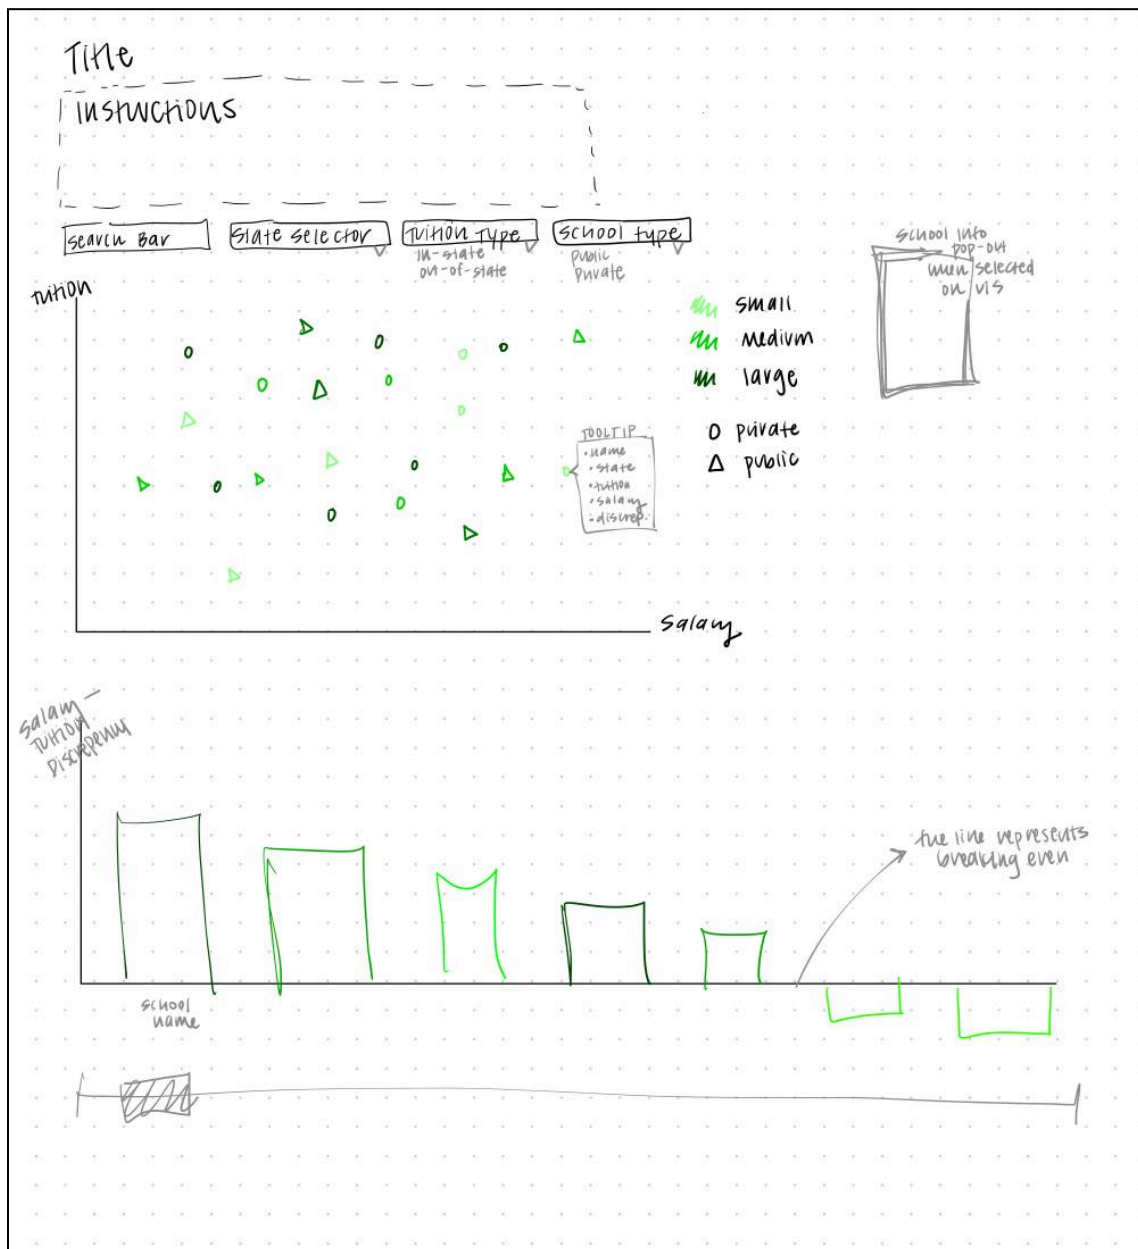 Title
Instructions
Search Bar
State Selector
Tuition Type
School type
in-state
out-of-state
Public
Private
School info
pop-out
when selected
on vis
tuition
small
medium
large
private
public
TOOLTIP
• name
• state
• tuition
• salary
• discrep.
Salary
Salary –
Tuition
Discrepency
the line represents
breaking even
school
name